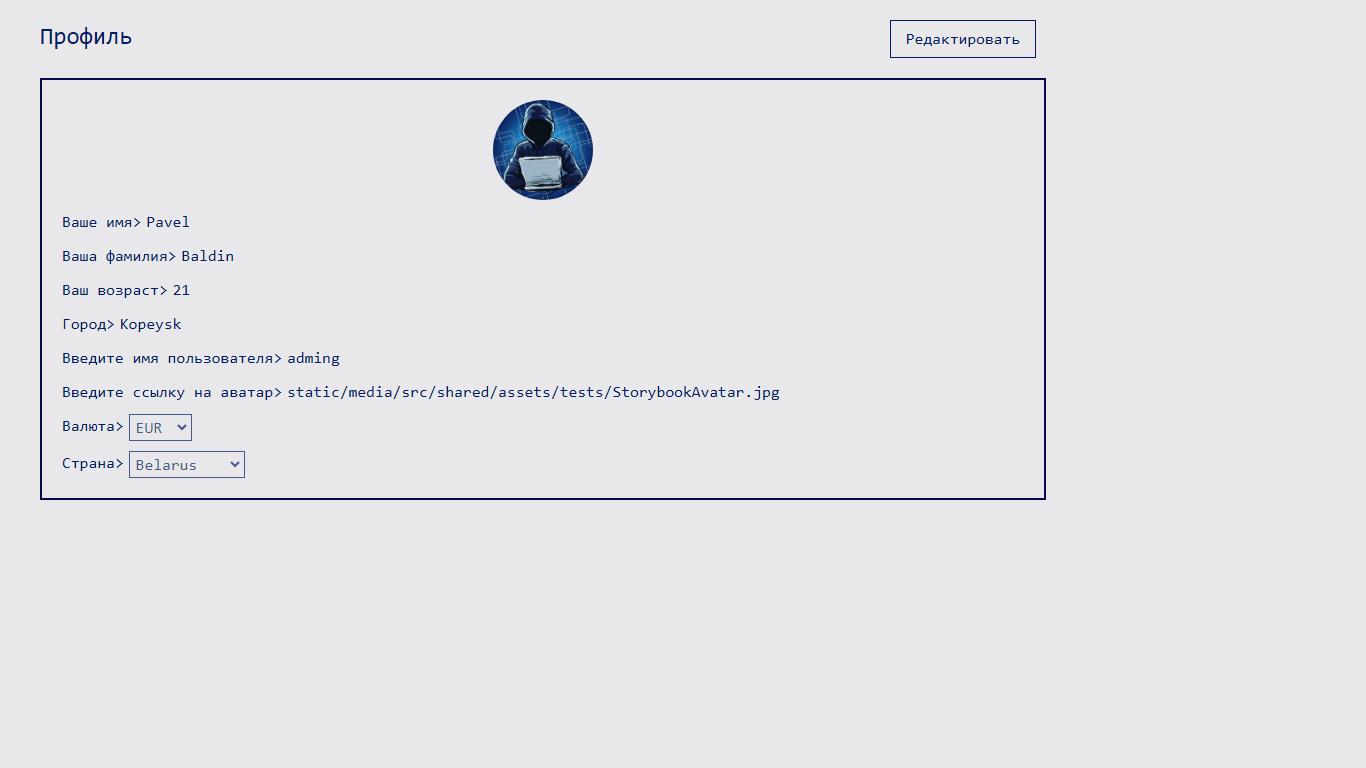 Профиль
Редактировать
Ваше имя> Pavel
Ваша фамилия> Baldin
Ваш возраст> 21
Город> Kopeysk
Введите имя пользователя> adming
Введите ссылку на аватар> static/media/src/shared/assets/tests/StorybookAvatar.jpg
Валюта> EUR
Страна> Belarus